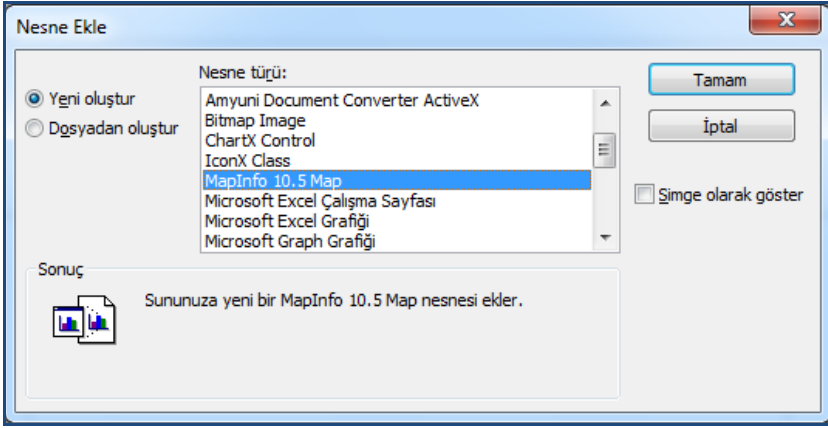 Nesne Ekle
Nesne türü:
Yeni oluştur
Dosyadan oluştur
Amyuni Document Converter ActiveX
Bitmap Image
ChartX Control
IconX Class
MapInfo 10.5 Map
Microsoft Excel Çalışma Sayfası
Microsoft Excel Grafiği
Microsoft Graph Grafiği
Tamam
İptal
Simge olarak göster
Sonuç
Sununuza yeni bir MapInfo 10.5 Map nesnesi ekler.